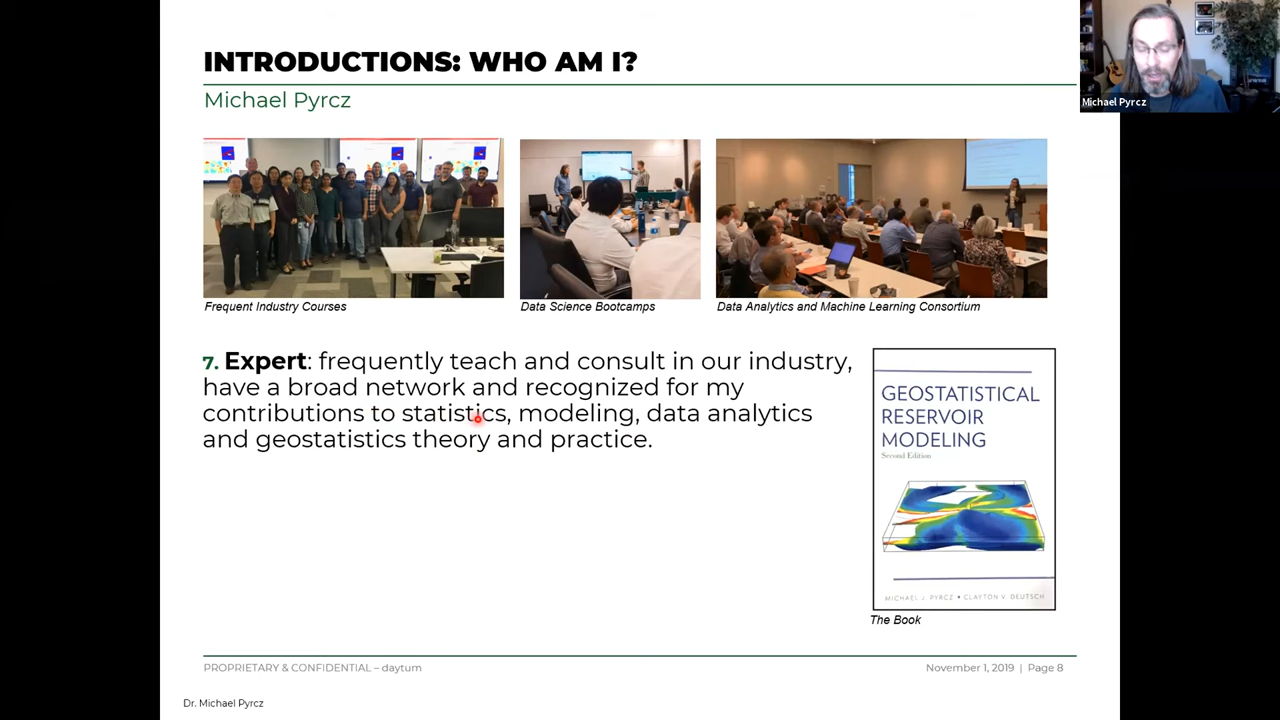 INTRODUCTIONS: WHO AM I?
Michael Pyrcz
Michael Pyrcz
Frequent Industry Courses
Data Science Bootcamps
Data Analytics and Machine Learning Consortium
7. Expert: frequently teach and consult in our industry,
have a broad network and recognized for my
contributions to statistics, modeling, data analytics
and geostatistics theory and practice.
GEOSTATISTICAL
RESERVOIR
MODELING
Second Edition
MICHAEL J. PYRCZ • CLAYTON V. DEUTSCH
The Book
PROPRIETARY & CONFIDENTIAL – daytum
November 1, 2019 | Page 8
Dr. Michael Pyrcz